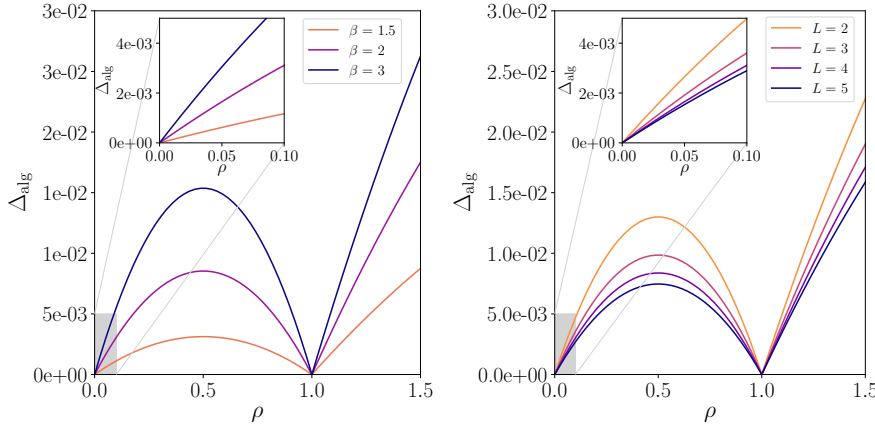 3e-02
3e-02
2e-02
2e-02
1e-02
1e-02
5e-03
0e+00
Δalg
0.0
0.5
1.0
1.5
ρ
4e-03
2e-03
0e+00
Δalg
0.00
0.05
0.10
ρ
β = 1.5
β = 2
β = 3
3.0e-02
2.5e-02
2.0e-02
1.5e-02
1.0e-02
5.0e-03
0.0e+00
Δalg
0.0
0.5
1.0
1.5
ρ
4e-03
2e-03
0e+00
Δalg
0.00
0.05
0.10
ρ
L = 2
L = 3
L = 4
L = 5